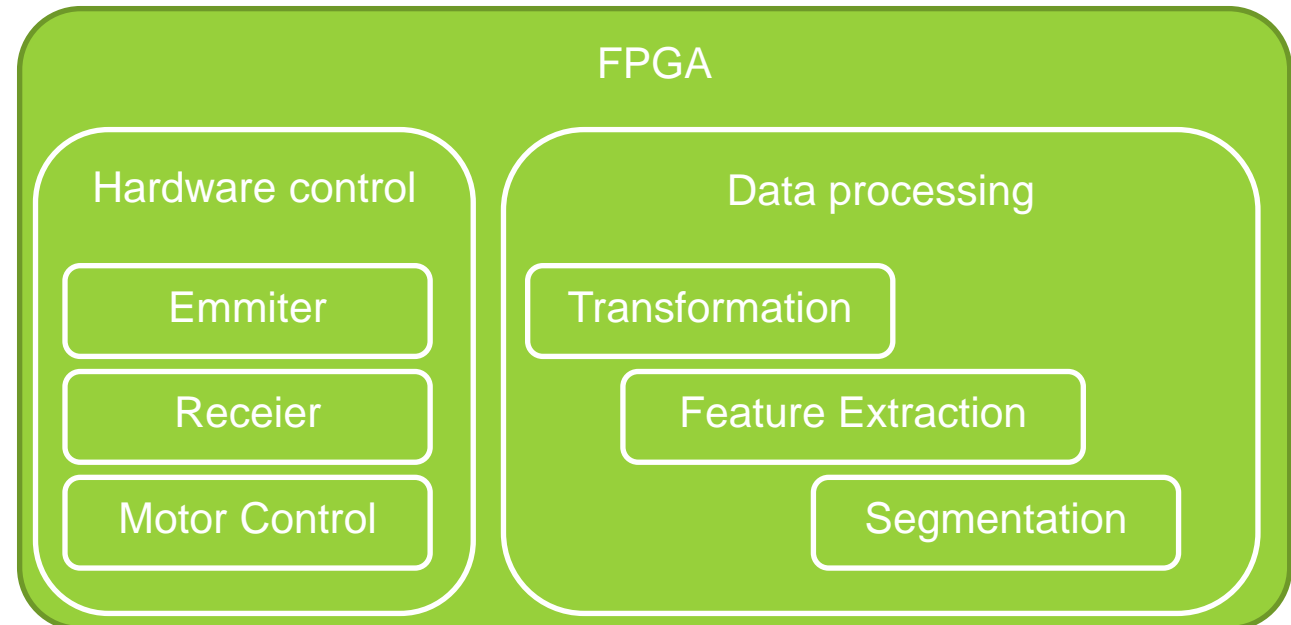 FPGA
Hardware control
Emmiter
Receier
Motor Control
Data processing
Transformation
Feature Extraction
Segmentation